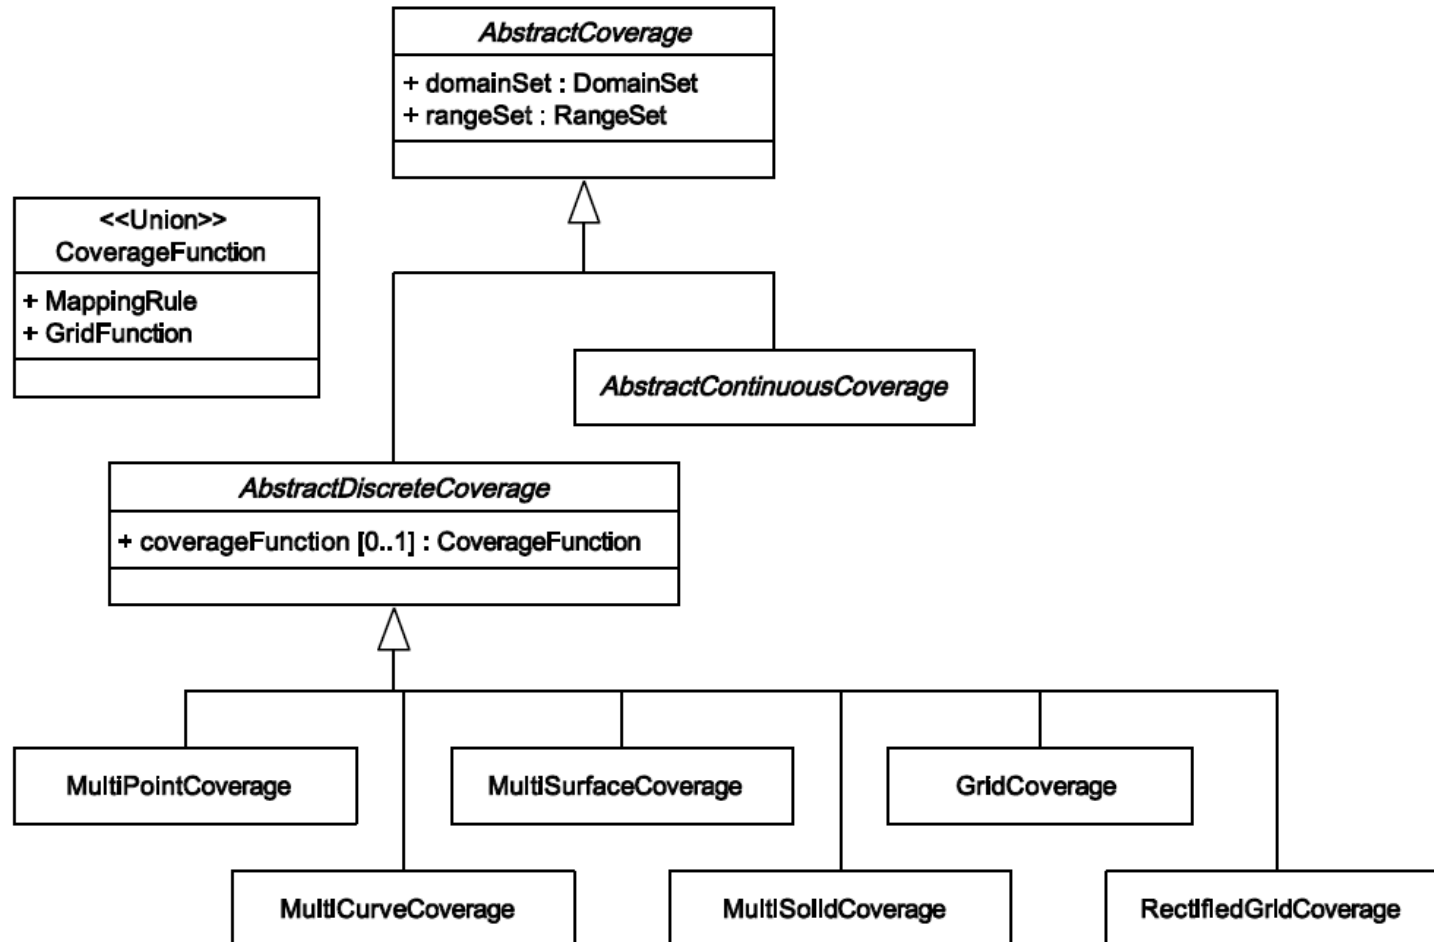 AbstractCoverage
+ domainSet : DomainSet
+ rangeSet : RangeSet
<<Union>>
CoverageFunction
+ MappingRule
+ GridFunction
AbstractContinuousCoverage
AbstractDiscreteCoverage
+ coverageFunction [0..1] : CoverageFunction
MultiPointCoverage
MultiSurfaceCoverage
GridCoverage
MultiCurveCoverage
MultiSolidCoverage
RectifiedGridCoverage